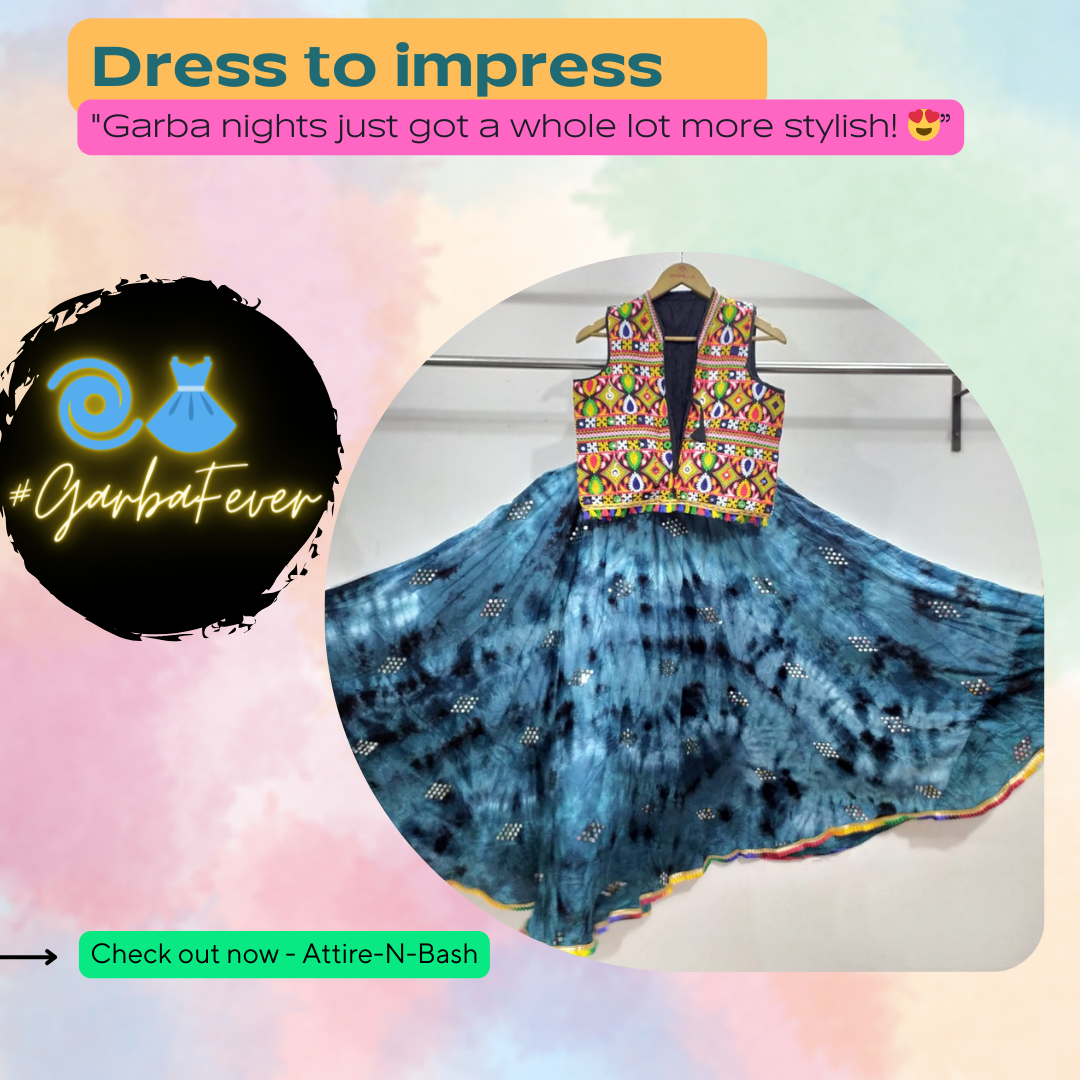 Dress to impress
"Garba nights just got a whole lot more stylish! 😍”
#GarbaFever
Check out now - Attire-N-Bash